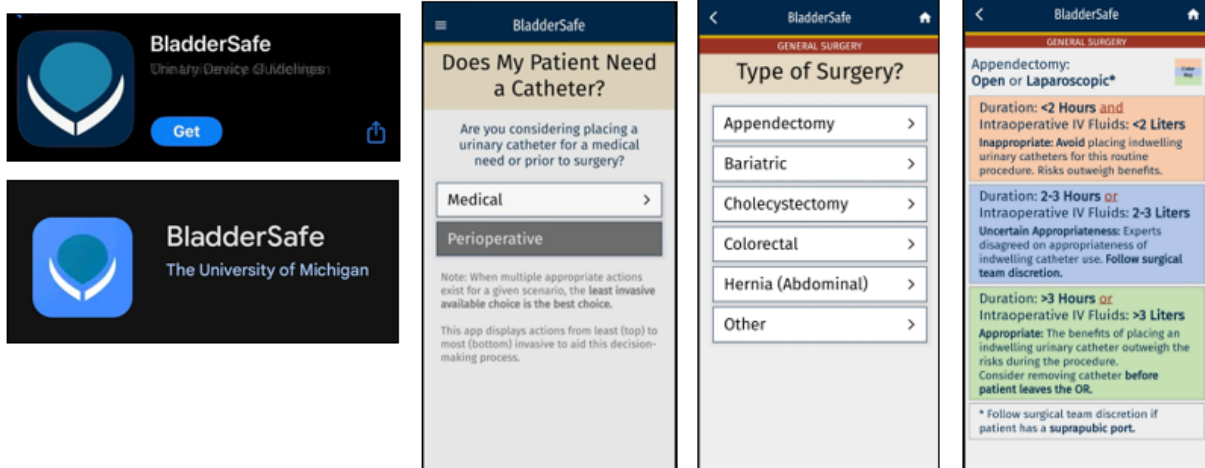 BladderSafe
Get
BladderSafe
The University of Michigan
BladderSafe
Does My Patient Need
a Catheter?
Are you considering placing a
urinary catheter for a medical
need or prior to surgery?
Medical
Perioperative
Note: When multiple appropriate actions
exist for a given scenario, the least invasive
available choice is the best choice.
This app displays actions from least (top) to
most (bottom) invasive to aid this decision-
making process.
BladderSafe
GENERAL SURGERY
Type of Surgery?
Appendectomy
Bariatric
Cholecystectomy
Colorectal
Hernia (Abdominal)
Other
BladderSafe
GENERAL SURGERY
Appendectomy:
Open or Laparoscopic*
Color
Key
Duration: <2 Hours and
Intraoperative IV Fluids: <2 Liters
Inappropriate: Avoid placing indwelling
urinary catheters for this routine
procedure. Risks outweigh benefits.
Duration: 2-3 Hours or
Intraoperative IV Fluids: 2-3 Liters
Uncertain Appropriateness: Experts
disagreed on appropriateness of
indwelling catheter use. Follow surgical
team discretion.
Duration: >3 Hours or
Intraoperative IV Fluids: >3 Liters
Appropriate: The benefits of placing an
indwelling urinary catheter outweigh the
risks during the procedure.
Consider removing catheter before
patient leaves the OR.
* Follow surgical team discretion if
patient has a suprapubic port.